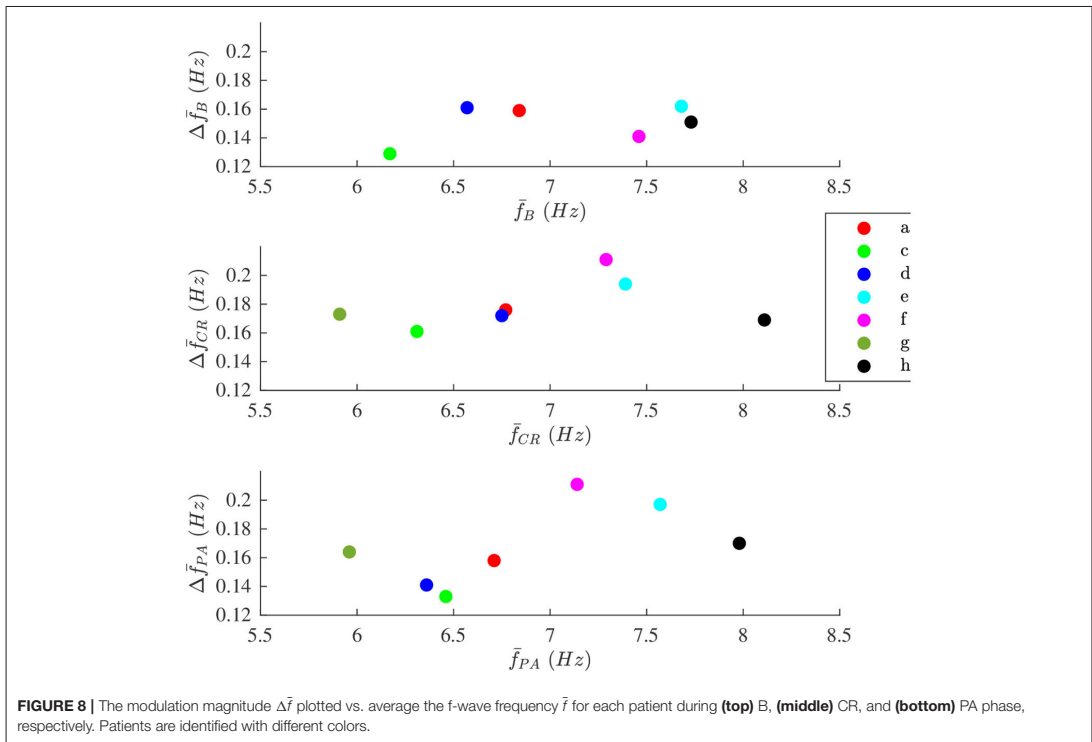 0.2
0.18
0.16
0.14
0.12
Δf̄_B (Hz)
5.5 6 6.5 7 7.5 8 8.5
f̄_B (Hz)
0.2
0.18
0.16
0.14
0.12
Δf̄_CR (Hz)
5.5 6 6.5 7 7.5 8 8.5
f̄_CR (Hz)
a
c
d
e
f
g
h
0.2
0.18
0.16
0.14
0.12
Δf̄_PA (Hz)
5.5 6 6.5 7 7.5 8 8.5
f̄_PA (Hz)
FIGURE 8 | The modulation magnitude Δf̄ plotted vs. average the f-wave frequency f̄ for each patient during (top) B, (middle) CR, and (bottom) PA phase,
respectively. Patients are identified with different colors.